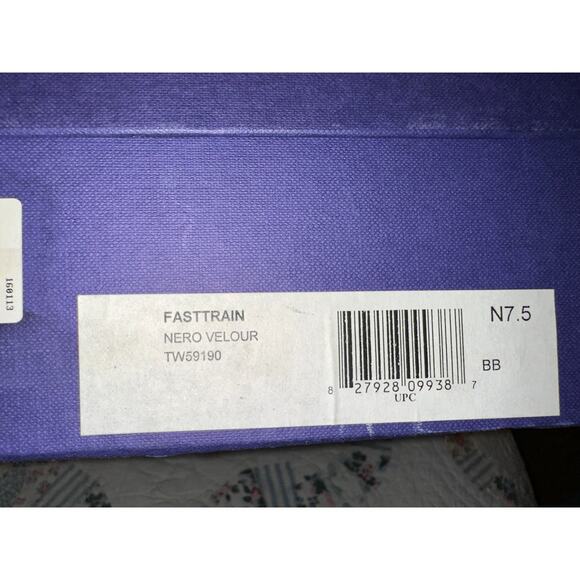 FASTTRAIN
NERO VELOUR
TW59190
8 27928 09938 7
UPC
N7.5
BB
160113